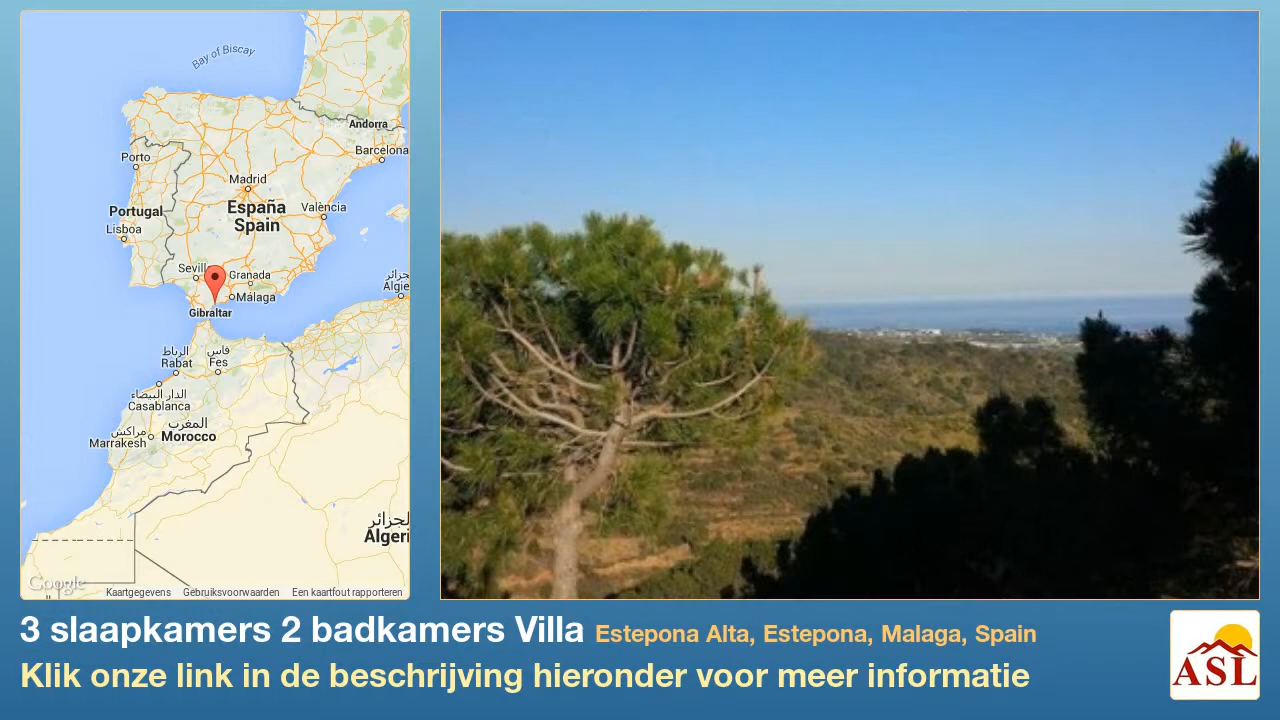 Bay of Biscay
Andorra
Barcelona
Porto
Madrid
España
Spain
València
Portugal
Lisboa
Sevill
Granada
Málaga
Gibraltar
الجزائر
Algie
الرباط
Rabat
فاس
Fes
الدار البيضاء
Casablanca
مراكش
Marrakesh
المغرب
Morocco
لجزائر
Algeri
Google
Kaartgegevens Gebruiksvoorwaarden Een kaartfout rapporteren
3 slaapkamers 2 badkamers Villa Estepona Alta, Estepona, Malaga, Spain
Klik onze link in de beschrijving hieronder voor meer informatie
ASL